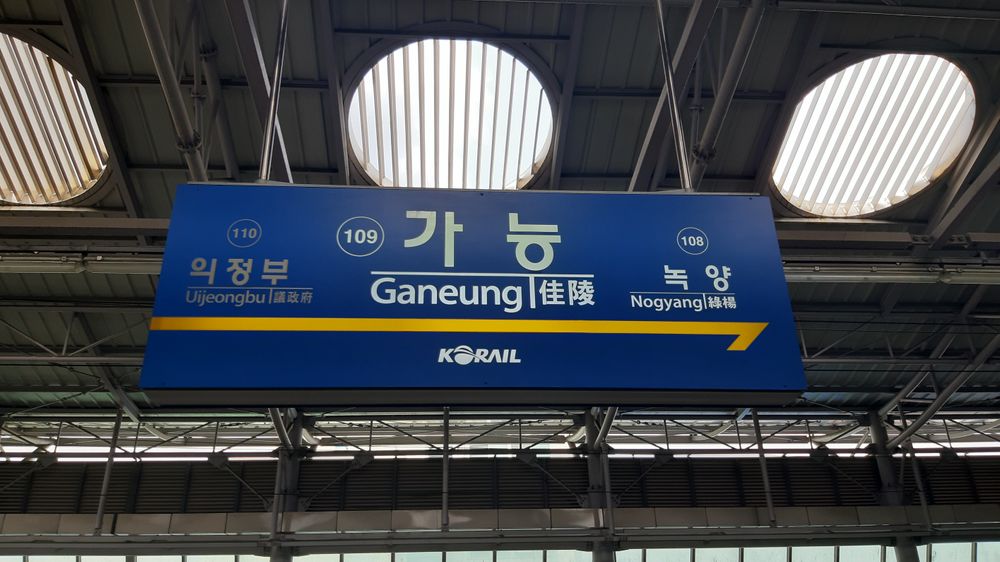 110
의정부
Uijeongbu 議政府
109
가능
Ganeung 佳陵
108
녹양
Nogyang 綠楊
KORAIL